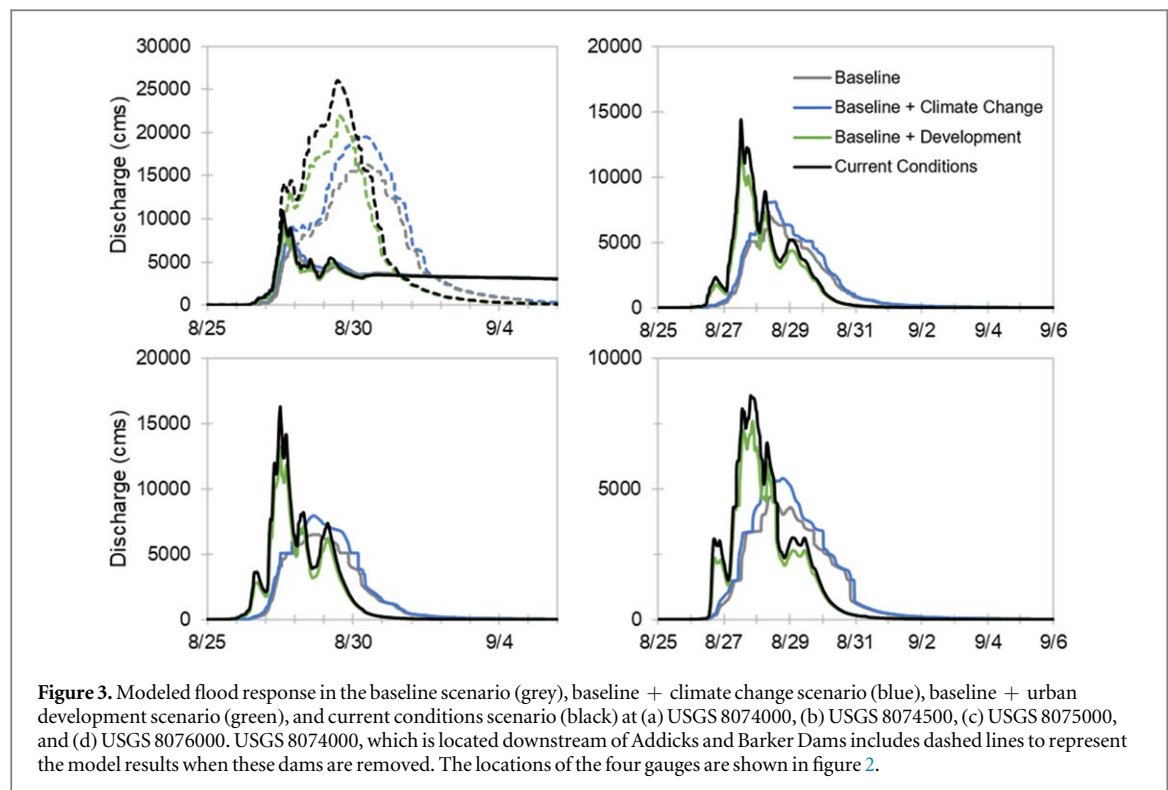 30000
25000
20000
15000
10000
5000
0
Discharge (cms)
8/25 8/30 9/4
20000
15000
10000
5000
0
8/25 8/27 8/29 8/31 9/2 9/4 9/6
Baseline
Baseline + Climate Change
Baseline + Development
Current Conditions
20000
15000
10000
5000
0
Discharge (cms)
8/25 8/30 9/4
10000
5000
0
8/25 8/27 8/29 8/31 9/2 9/4 9/6
Figure 3. Modeled flood response in the baseline scenario (grey), baseline + climate change scenario (blue), baseline + urban
development scenario (green), and current conditions scenario (black) at (a) USGS 8074000, (b) USGS 8074500, (c) USGS 8075000,
and (d) USGS 8076000. USGS 8074000, which is located downstream of Addicks and Barker Dams includes dashed lines to represent
the model results when these dams are removed. The locations of the four gauges are shown in figure 2.